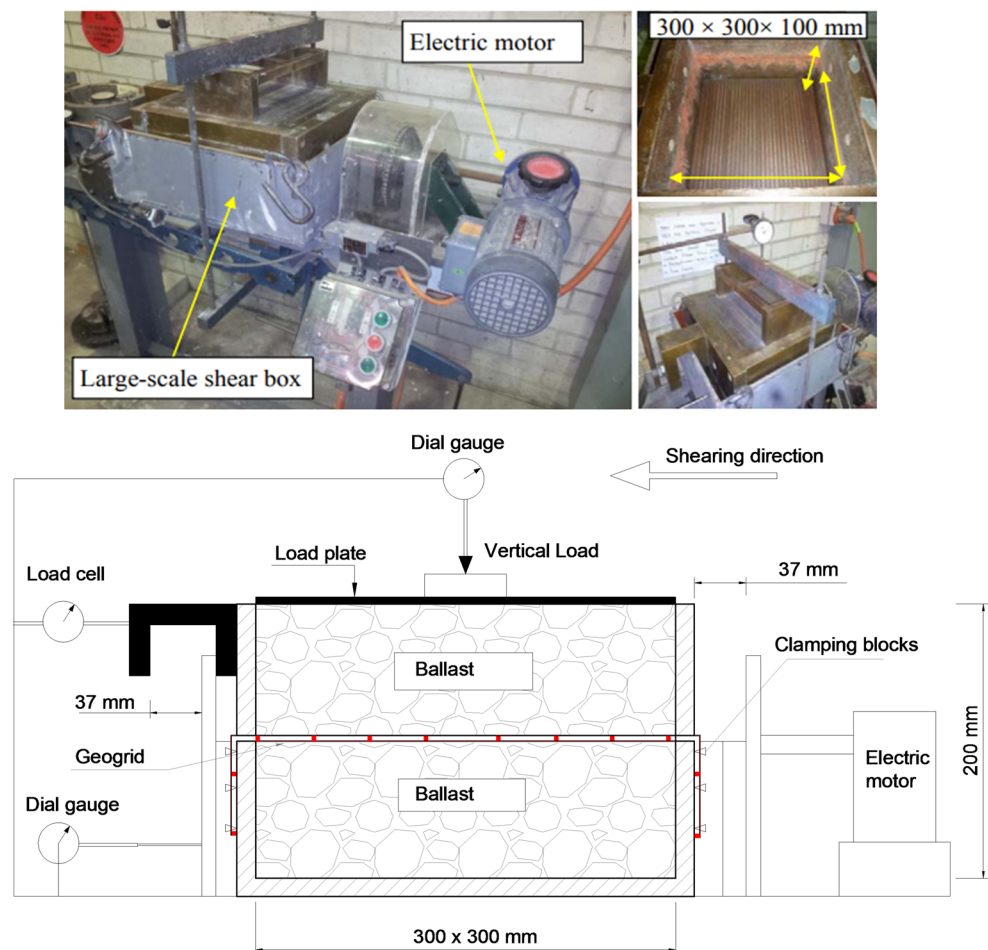 Electric motor
300 × 300× 100 mm
Large-scale shear box
Dial gauge
Shearing direction
Load plate
Vertical Load
37 mm
Load cell
Ballast
Clamping blocks
37 mm
Geogrid
Ballast
Electric
motor
200 mm
Dial gauge
300 x 300 mm